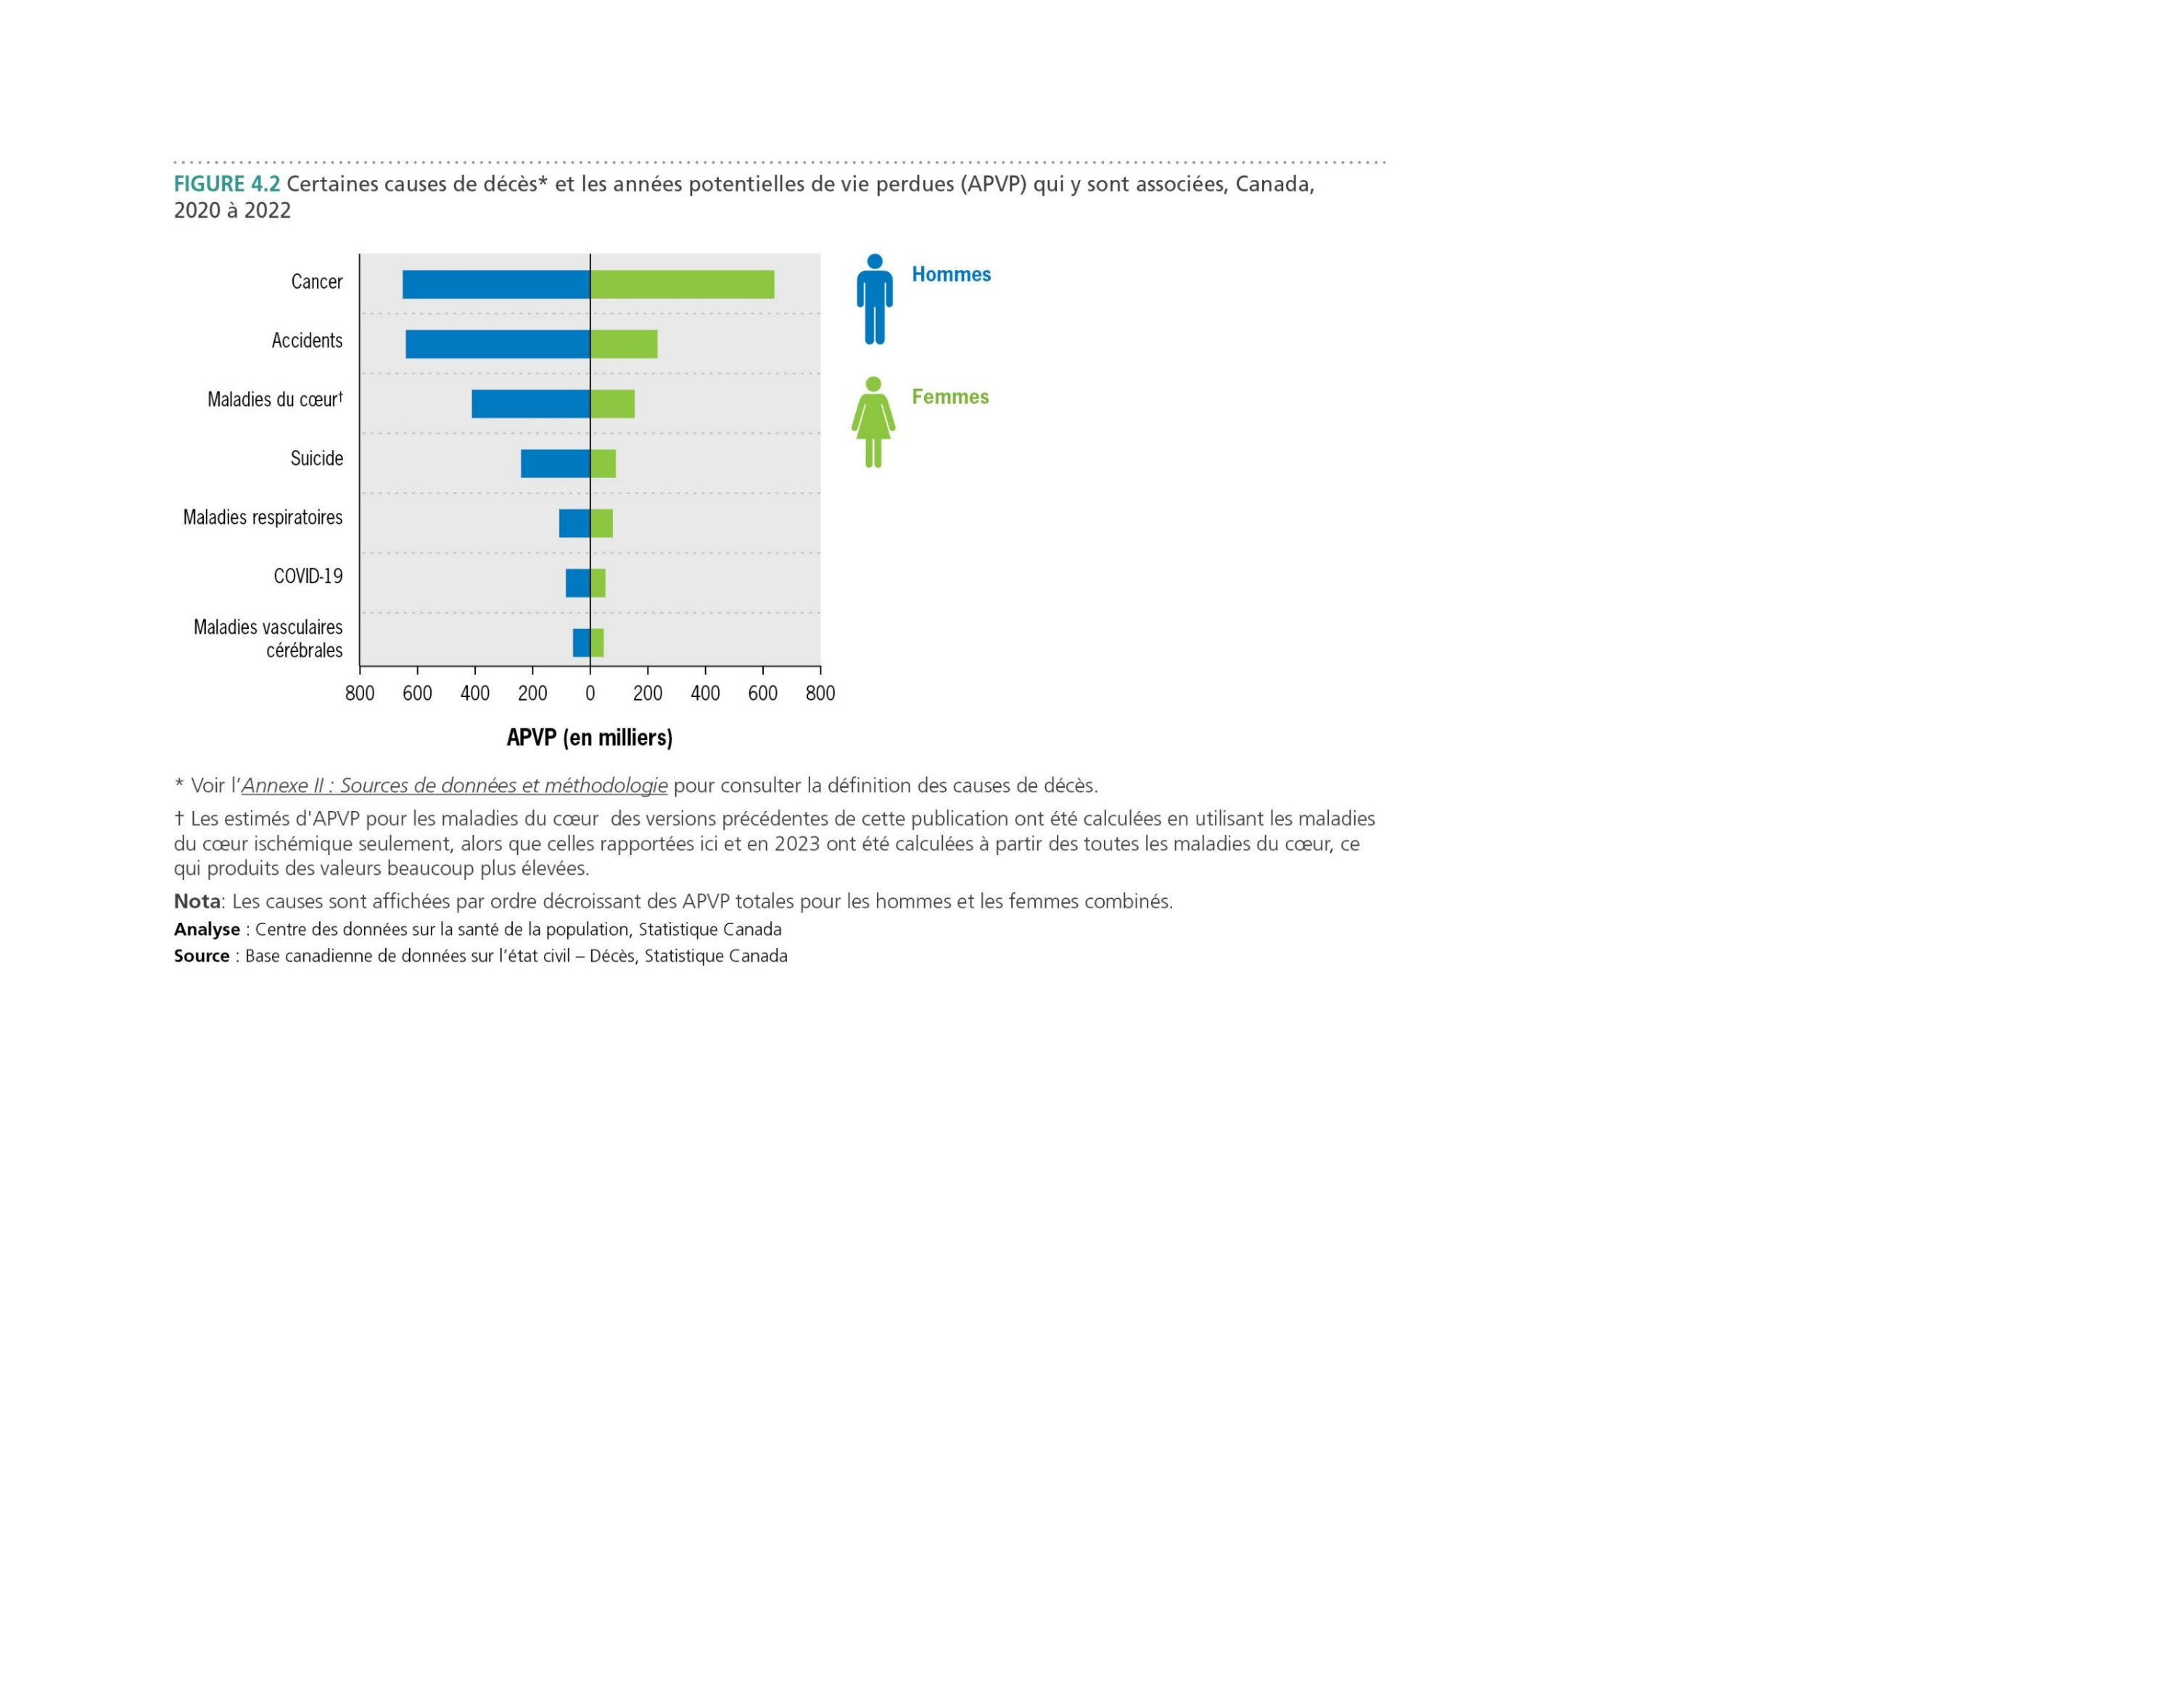 FIGURE 4.2 Certaines causes de décès* et les années potentielles de vie perdues (APVP) qui y sont associées, Canada,
2020 à 2022
Hommes
Femmes
Cancer
Accidents
Maladies du cœur†
Suicide
Maladies respiratoires
COVID-19
Maladies vasculaires
cérébrales
800 600 400 200 0 200 400 600 800
APVP (en milliers)
* Voir l'Annexe II : Sources de données et méthodologie pour consulter la définition des causes de décès.
† Les estimés d'APVP pour les maladies du cœur  des versions précédentes de cette publication ont été calculées en utilisant les maladies
du cœur ischémique seulement, alors que celles rapportées ici et en 2023 ont été calculées à partir des toutes les maladies du cœur, ce
qui produits des valeurs beaucoup plus élevées.
Nota: Les causes sont affichées par ordre décroissant des APVP totales pour les hommes et les femmes combinés.
Analyse : Centre des données sur la santé de la population, Statistique Canada
Source : Base canadienne de données sur l'état civil – Décès, Statistique Canada